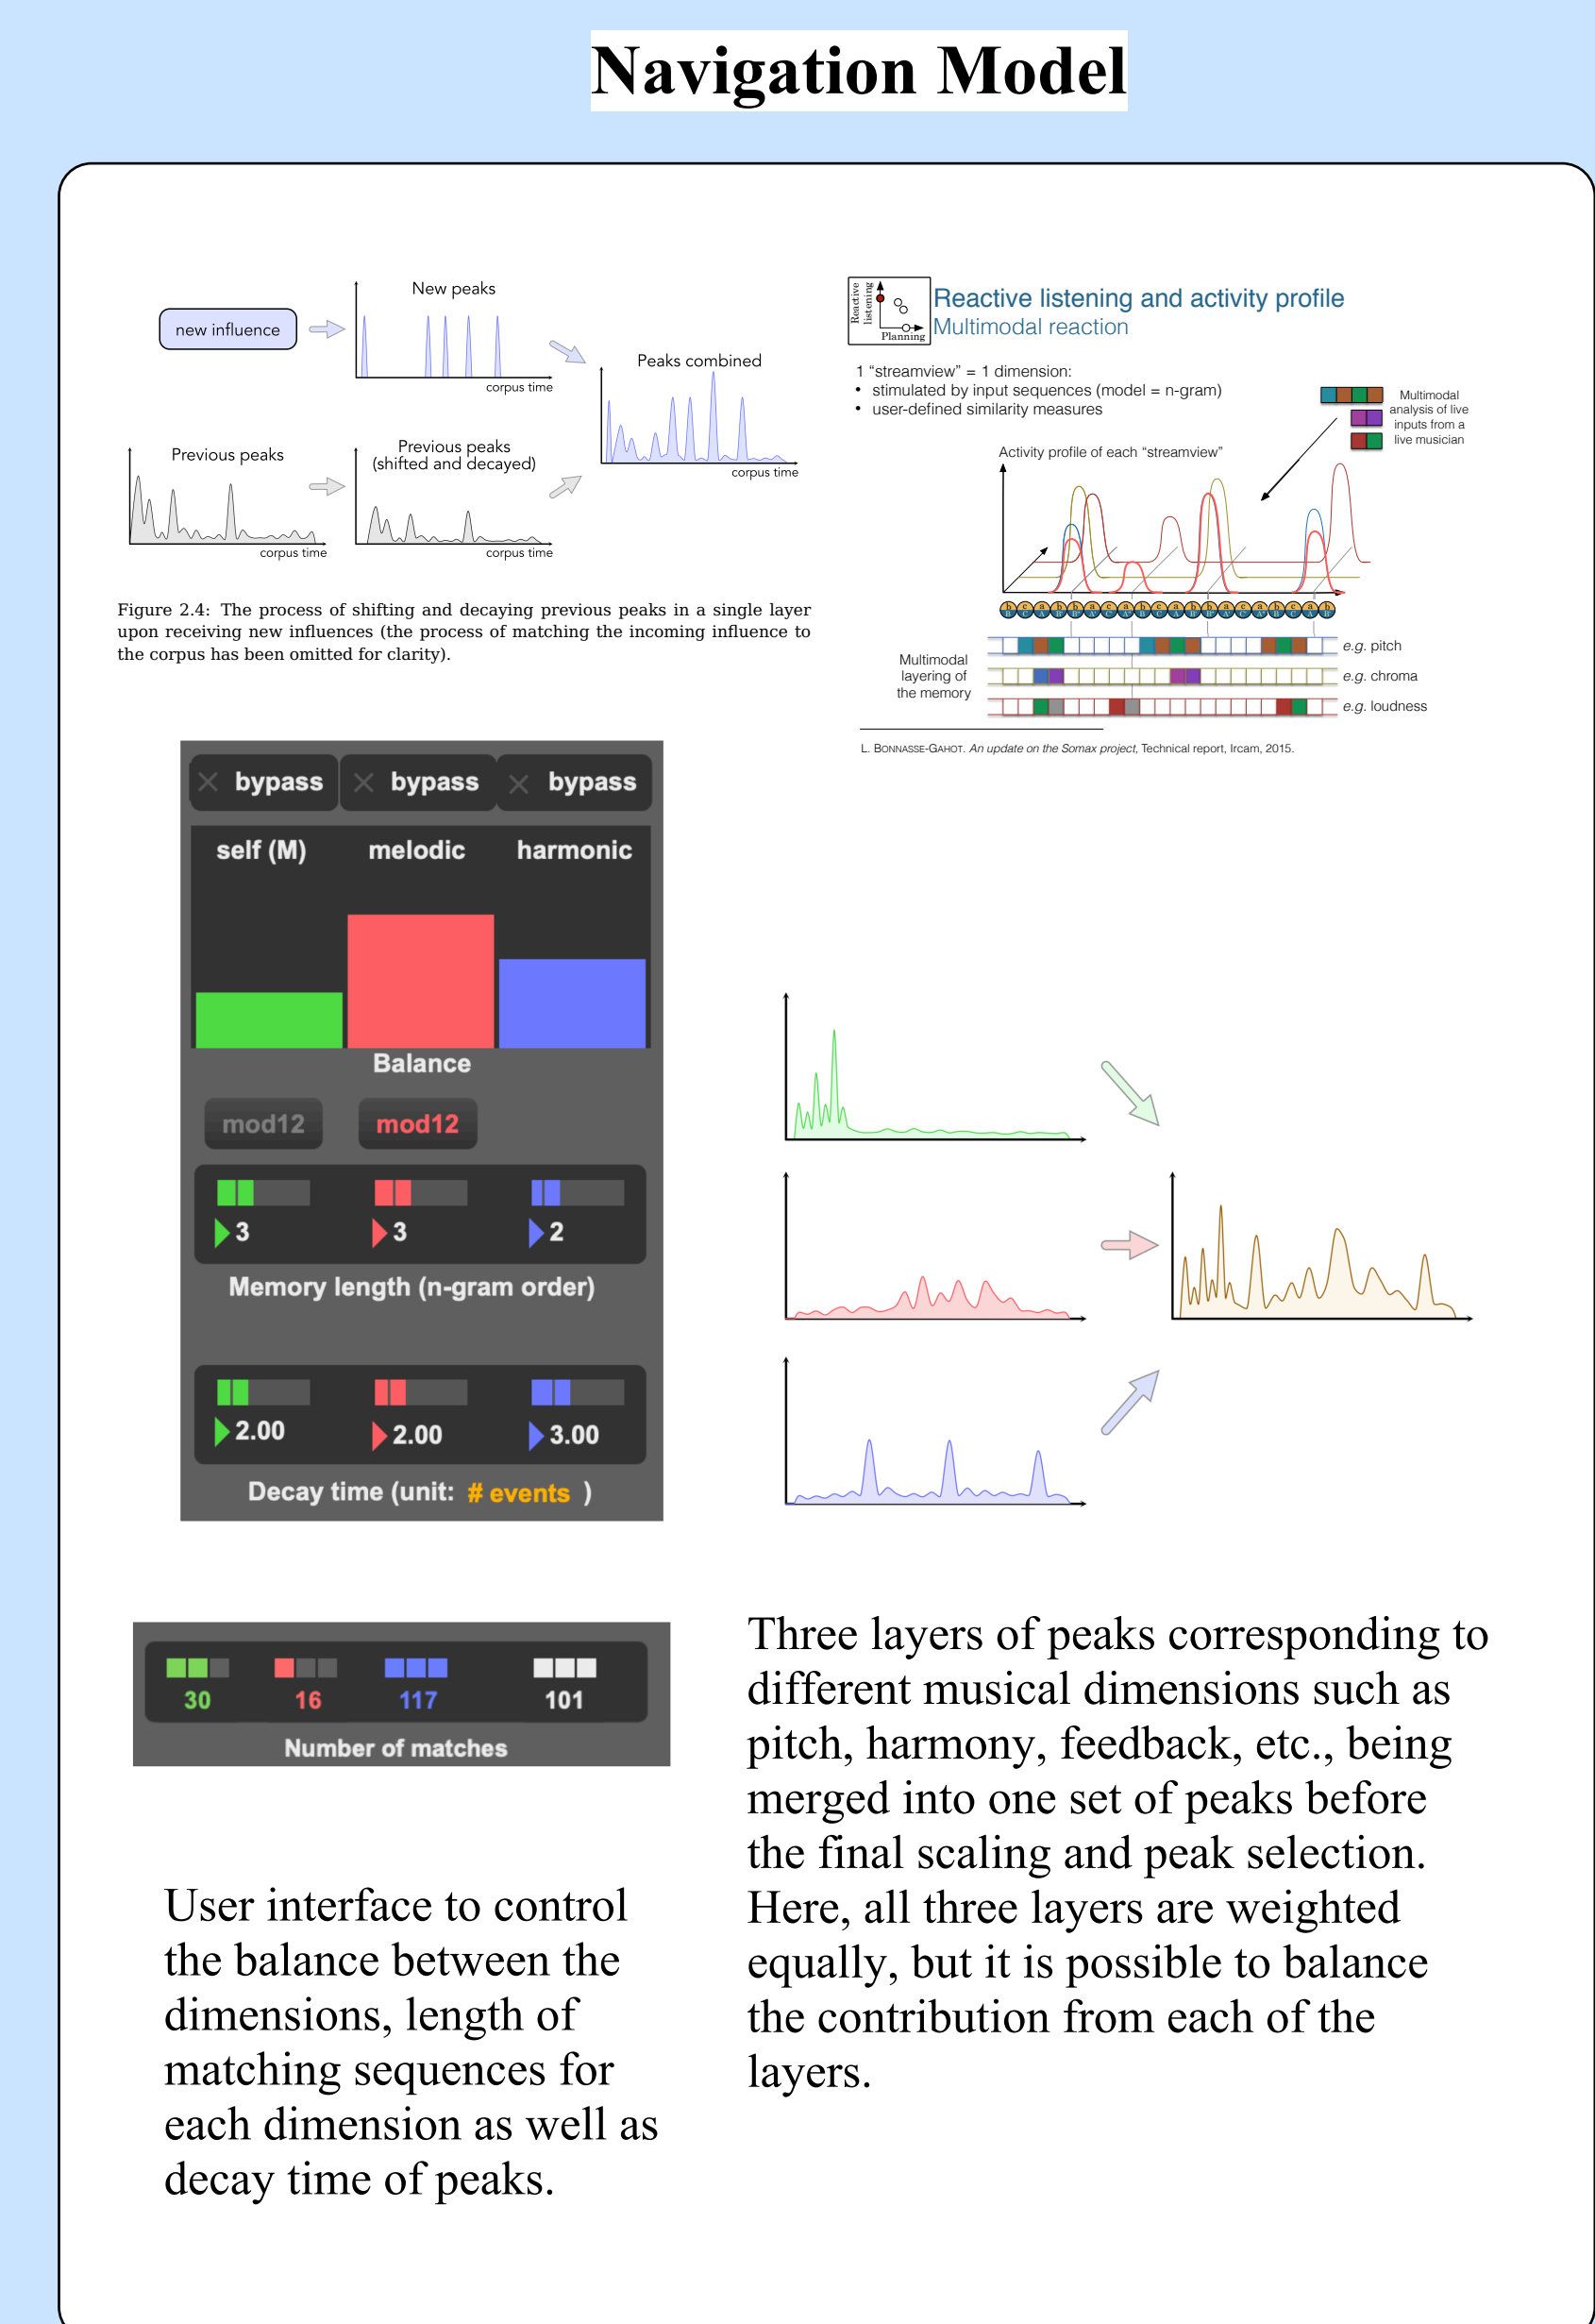 Navigation Model
new influence
New peaks
corpus time
Previous peaks
corpus time
Previous peaks
(shifted and decayed)
corpus time
Peaks combined
corpus time
Figure 2.4: The process of shifting and decaying previous peaks in a single layer
upon receiving new influences (the process of matching the incoming influence to
the corpus has been omitted for clarity).
Reactive
listening
Planning
Reactive listening and activity profile
Multimodal reaction
1 “streamview” = 1 dimension:
• stimulated by input sequences (model = n-gram)
• user-defined similarity measures
Multimodal
analysis of live
inputs from a
live musician
Activity profile of each “streamview”
Multimodal
layering of
the memory
e.g. pitch
e.g. chroma
e.g. loudness
L. BONNASSE-GAHOT. An update on the Somax project, Technical report, Ircam, 2015.
bypass bypass bypass
self (M) melodic harmonic
Balance
mod12 mod12
3 3 2
Memory length (n-gram order)
2.00 2.00 3.00
Decay time (unit: # events )
30 16 117 101
Number of matches
User interface to control
the balance between the
dimensions, length of
matching sequences for
each dimension as well as
decay time of peaks.
Three layers of peaks corresponding to
different musical dimensions such as
pitch, harmony, feedback, etc., being
merged into one set of peaks before
the final scaling and peak selection.
Here, all three layers are weighted
equally, but it is possible to balance
the contribution from each of the
layers.